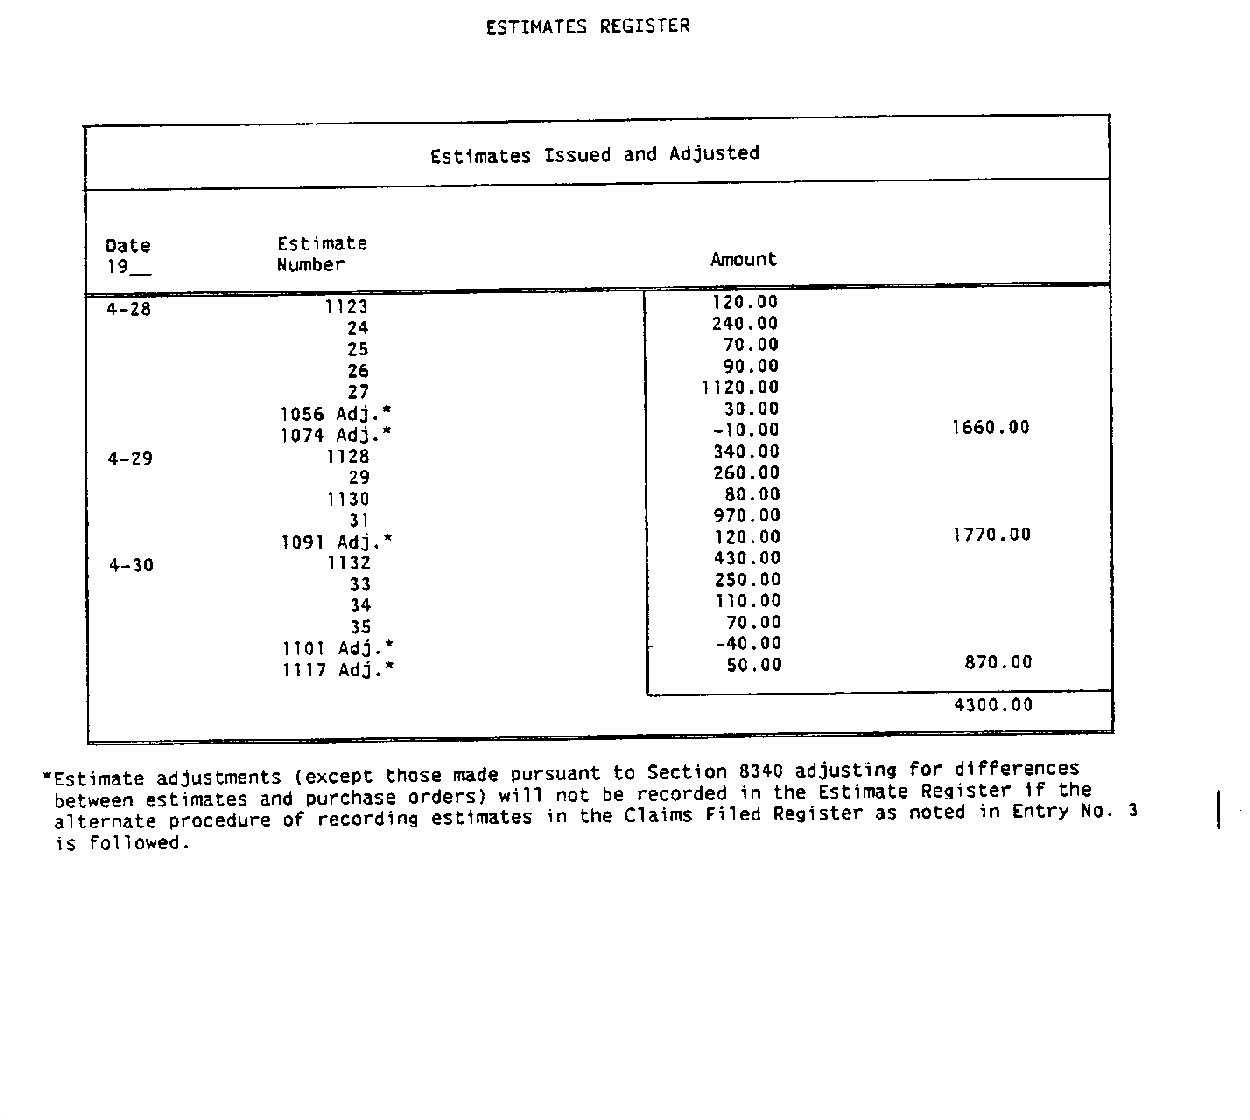 ESTIMATES REGISTER
Estimates Issued and Adjusted
Date Estimate
19__ Number Amount
4-28 1123 120.00
24 240.00
25 70.00
26 90.00
27 1120.00
1056 Adj.* 30.00
1074 Adj.* -10.00 1660.00
4-29 1128 340.00
29 260.00
1130 80.00
31 970.00
1091 Adj.* 120.00 1770.00
4-30 1132 430.00
33 250.00
34 110.00
35 70.00
1101 Adj.* -40.00
1117 Adj.* 50.00 870.00
4300.00
*Estimate adjustments (except those made pursuant to Section 8340 adjusting for differences
between estimates and purchase orders) will not be recorded in the Estimate Register if the
alternate procedure of recording estimates in the Claims Filed Register as noted in Entry No. 3
is followed.